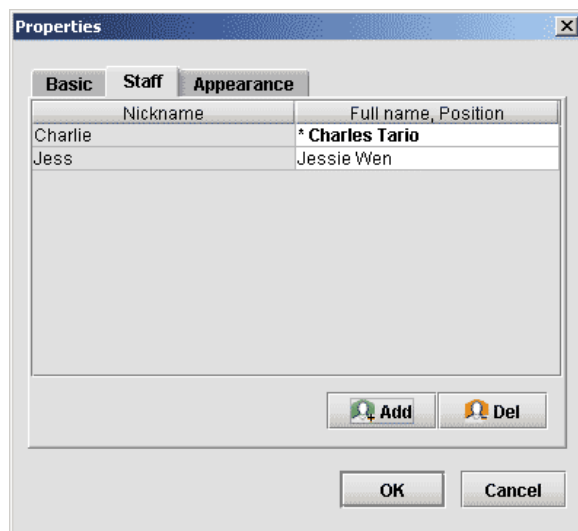 Properties
Basic Staff Appearance
Nickname Full name, Position
Charlie * Charles Tario
Jess Jessie Wen
Add Del
OK Cancel